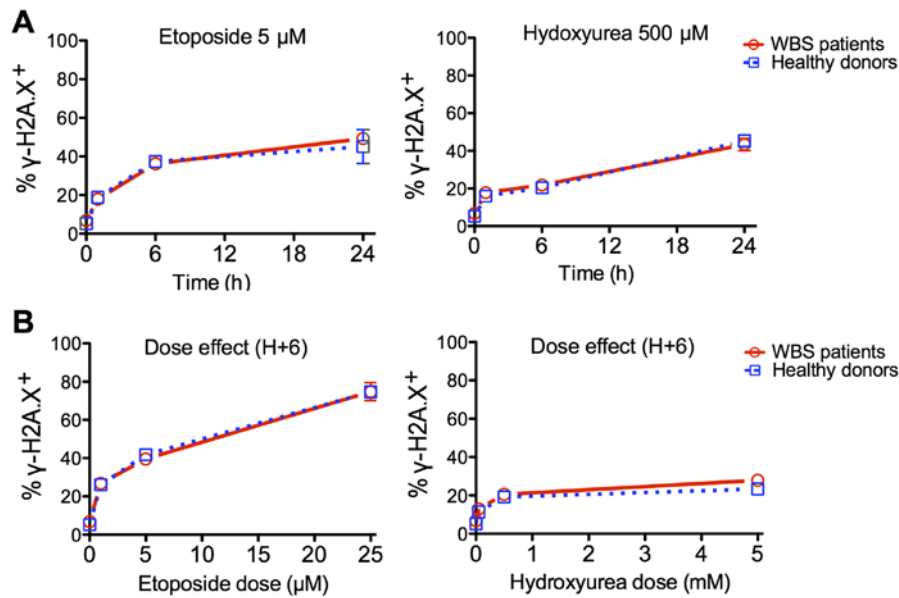 A
Etoposide 5 µM
Hydoxyurea 500 µM
WBS patients
Healthy donors
% γ-H2A.X+
100
80
60
40
20
0
0 6 12 18 24
Time (h)
% γ-H2A.X+
100
80
60
40
20
0
0 6 12 18 24
Time (h)
B
Dose effect (H+6)
Dose effect (H+6)
WBS patients
Healthy donors
% γ-H2A.X+
100
80
60
40
20
0
0 5 10 15 20 25
Etoposide dose (µM)
% γ-H2A.X+
100
80
60
40
20
0
0 1 2 3 4 5
Hydroxyurea dose (mM)